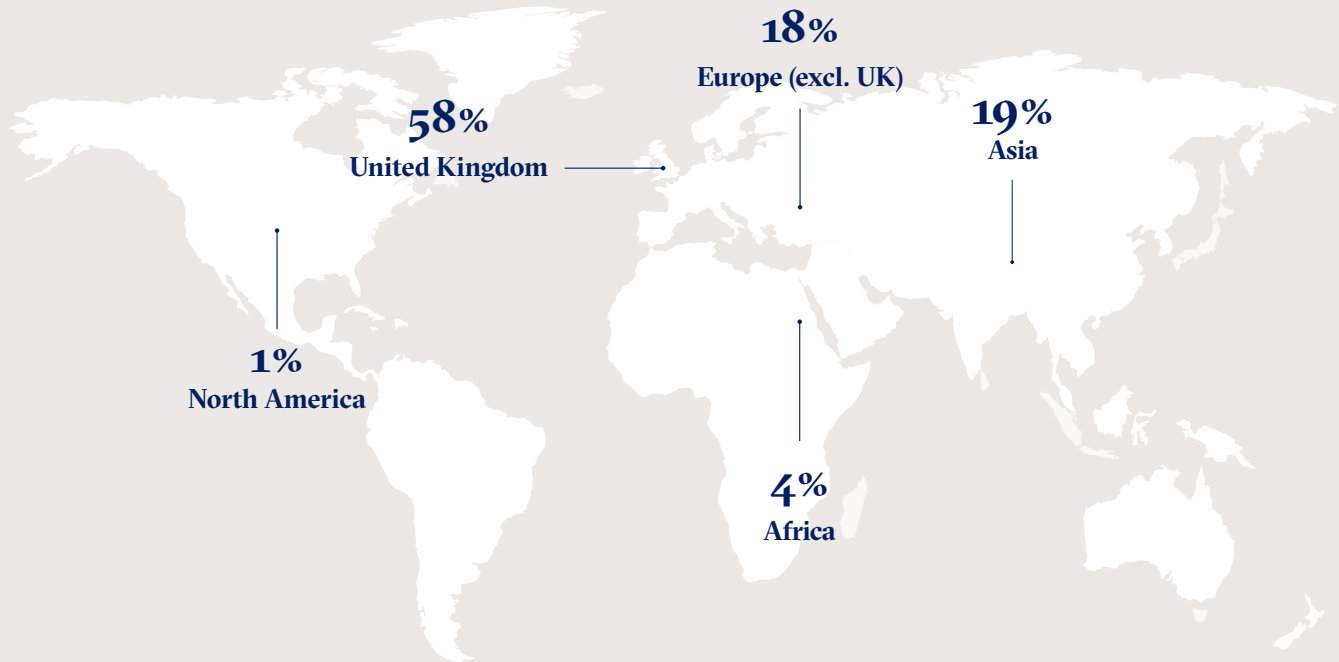 18%
Europe (excl. UK)
58%
United Kingdom
19%
Asia
1%
North America
4%
Africa